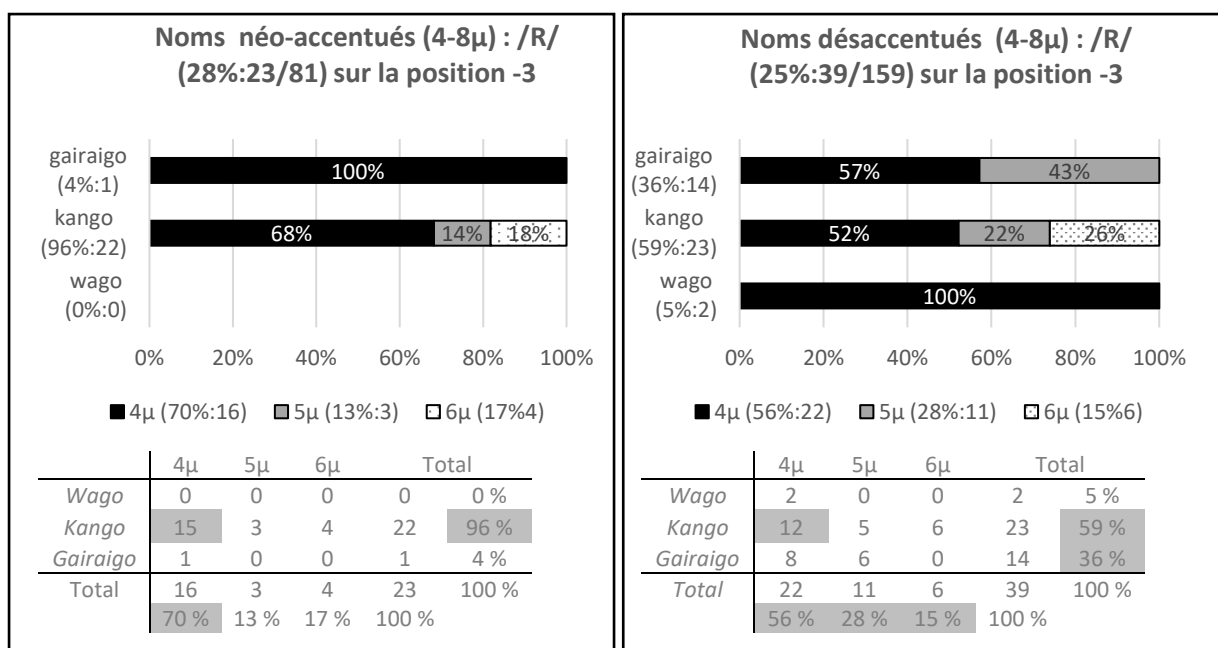 Noms néo-accentués (4-8µ) : /R/
(28%:23/81) sur la position -3
gairaigo
(4%:1)
100%
kango
(96%:22)
68% 14% 18%
wago
(0%:0)
0% 20% 40% 60% 80% 100%
4µ (70%:16) 5µ (13%:3) 6µ (17%4)
4µ 5µ 6µ Total
Wago 0 0 0 0 0 %
Kango 15 3 4 22 96 %
Gairaigo 1 0 0 1 4 %
Total 16 3 4 23 100 %
70 % 13 % 17 % 100 %
Noms désaccentués (4-8µ) : /R/
(25%:39/159) sur la position -3
gairaigo
(36%:14)
57% 43%
kango
(59%:23)
52% 22% 26%
wago
(5%:2)
100%
0% 20% 40% 60% 80% 100%
4µ (56%:22) 5µ (28%:11) 6µ (15%6)
4µ 5µ 6µ Total
Wago 2 0 0 2 5 %
Kango 12 5 6 23 59 %
Gairaigo 8 6 0 14 36 %
Total 22 11 6 39 100 %
56 % 28 % 15 % 100 %